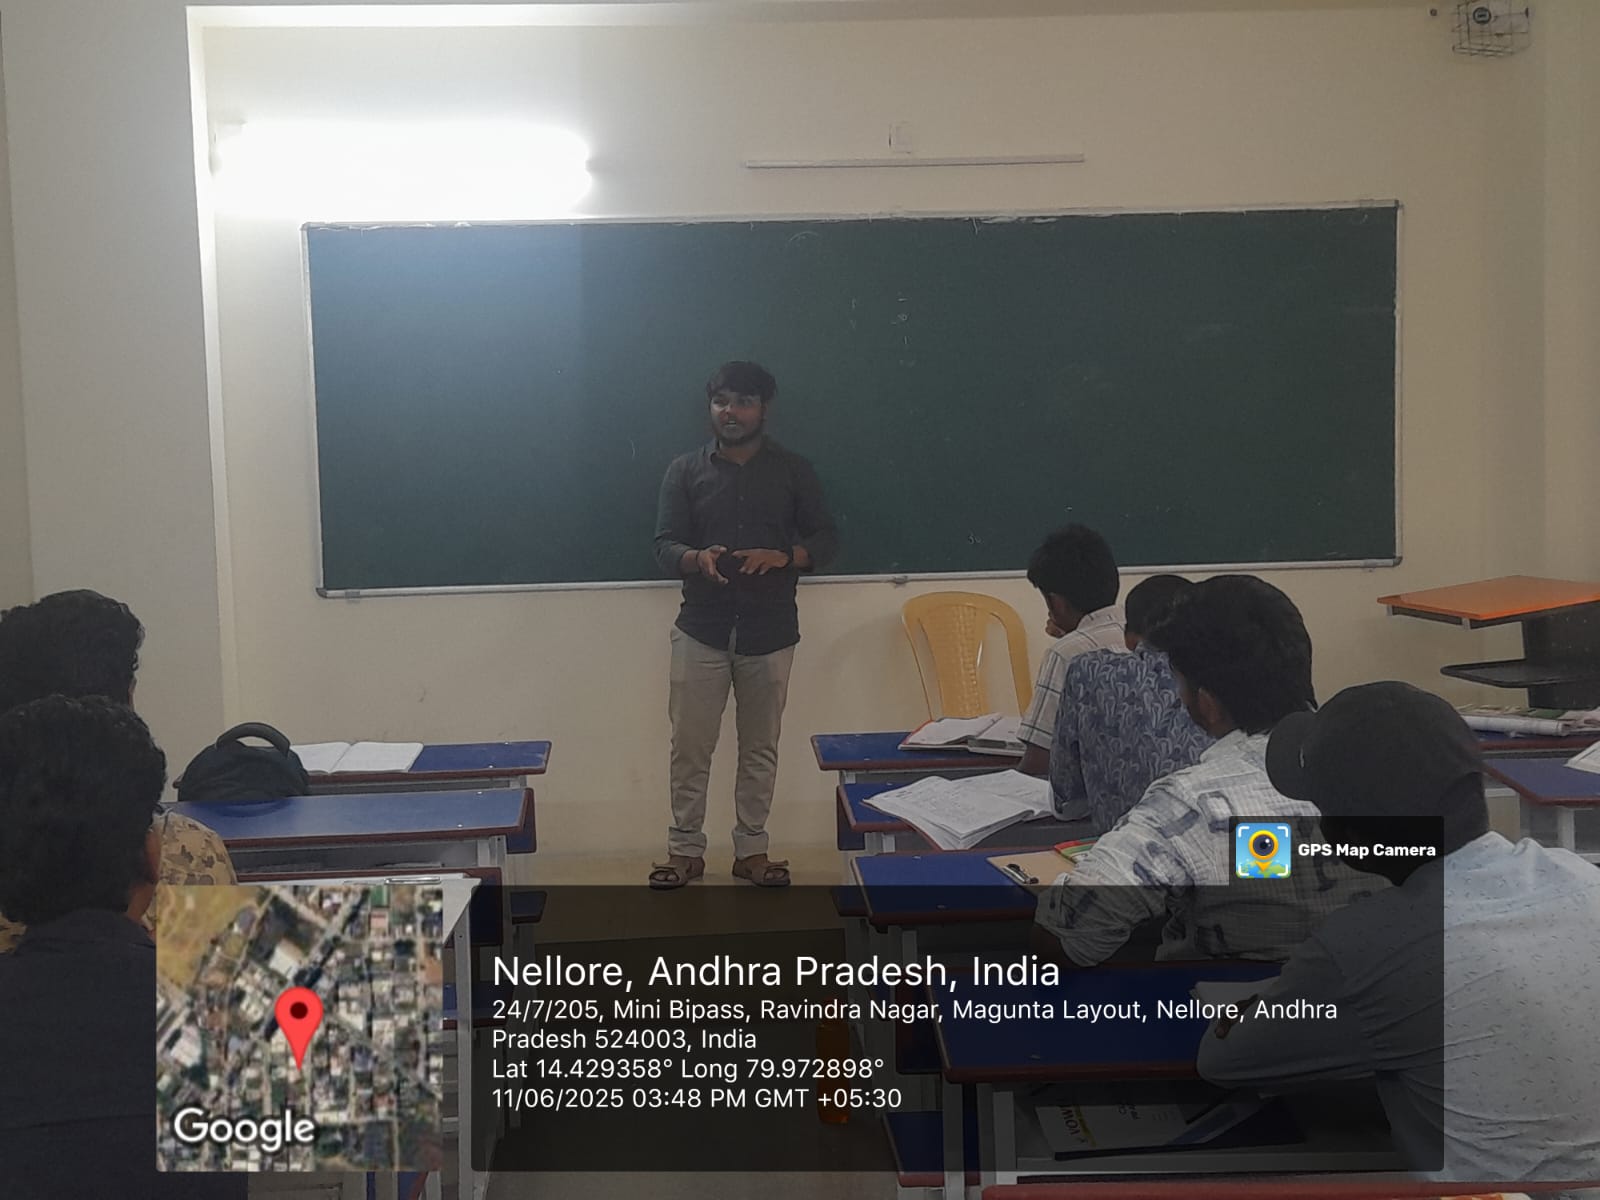 GPS Map Camera
Nellore, Andhra Pradesh, India
24/7/205, Mini Bipass, Ravindra Nagar, Magunta Layout, Nellore, Andhra
Pradesh 524003, India
Lat 14.429358° Long 79.972898°
11/06/2025 03:48 PM GMT +05:30
Google